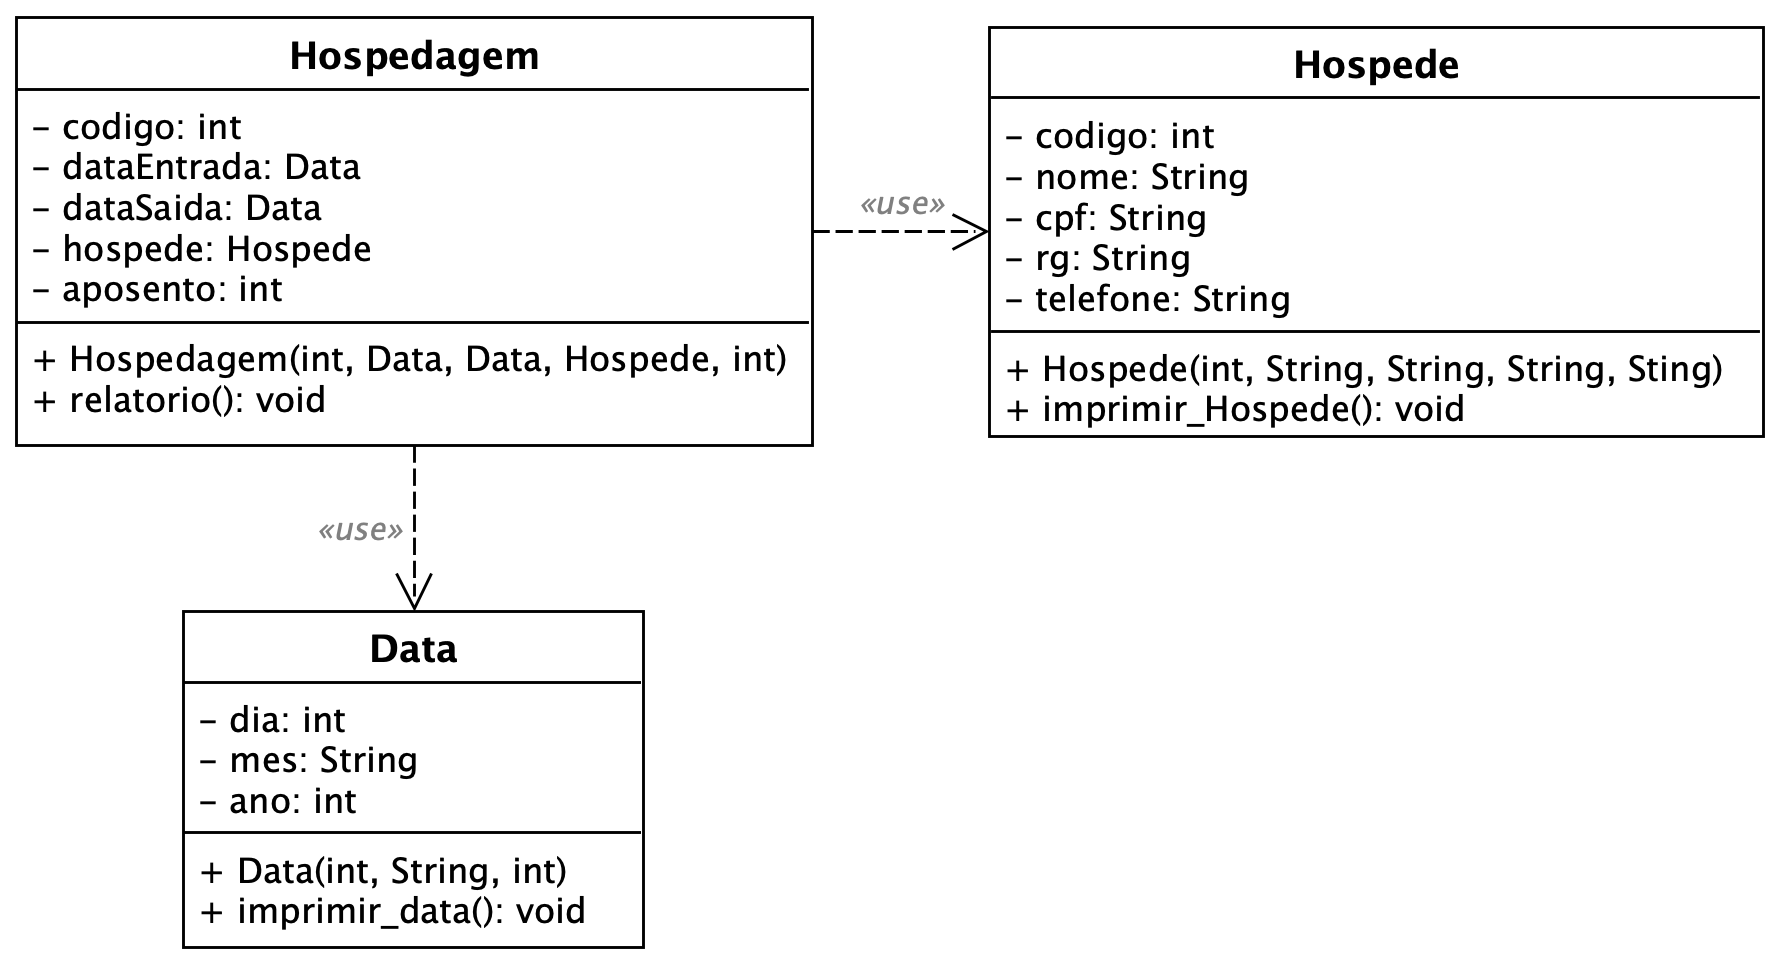 Hospedagem
– codigo: int
– dataEntrada: Data
– dataSaida: Data
– hospede: Hospede
– aposento: int
+ Hospedagem(int, Data, Data, Hospede, int)
+ relatorio(): void
«use»
Hospede
– codigo: int
– nome: String
– cpf: String
– rg: String
– telefone: String
+ Hospede(int, String, String, String, Sting)
+ imprimir_Hospede(): void
«use»
Data
– dia: int
– mes: String
– ano: int
+ Data(int, String, int)
+ imprimir_data(): void